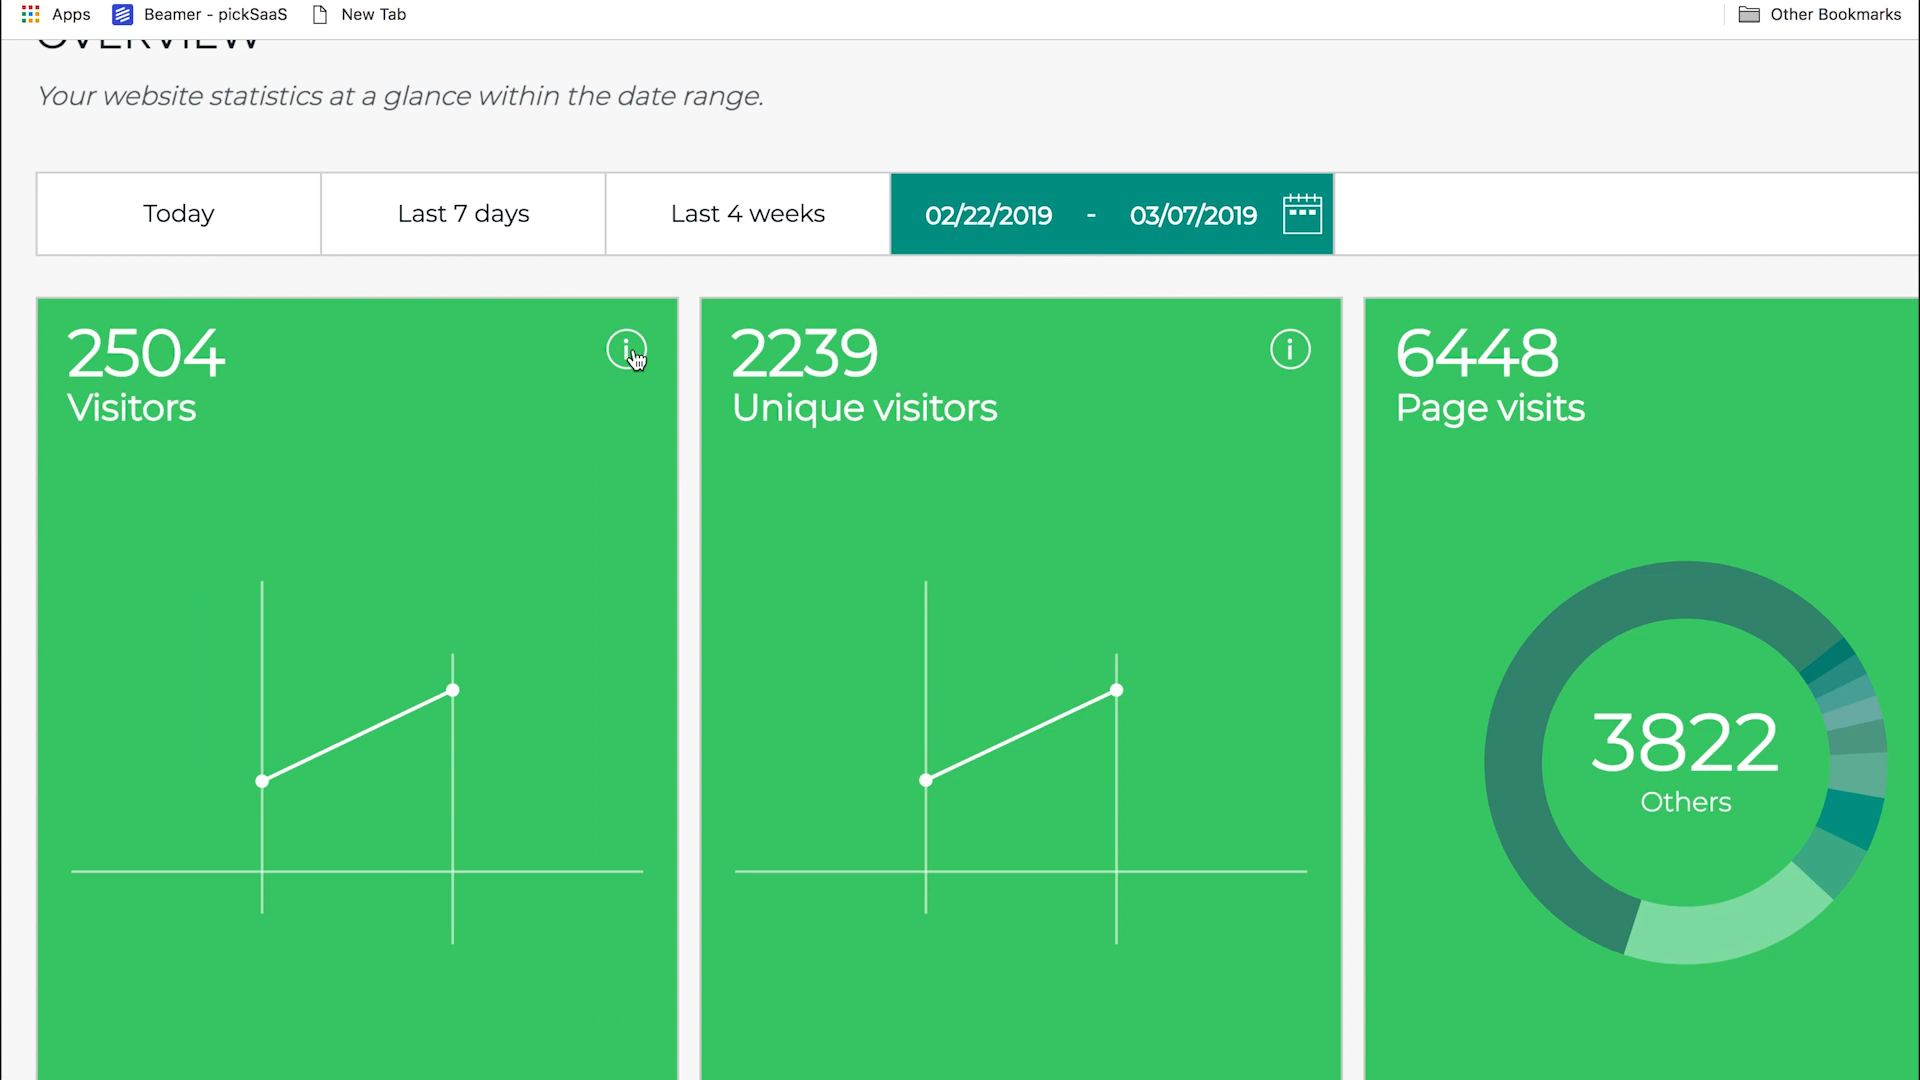 Apps Beamer - pickSaaS New Tab Other Bookmarks
OVERVIEW
Your website statistics at a glance within the date range.
Today Last 7 days Last 4 weeks 02/22/2019 - 03/07/2019
2504
Visitors
2239
Unique visitors
6448
Page visits
3822
Others